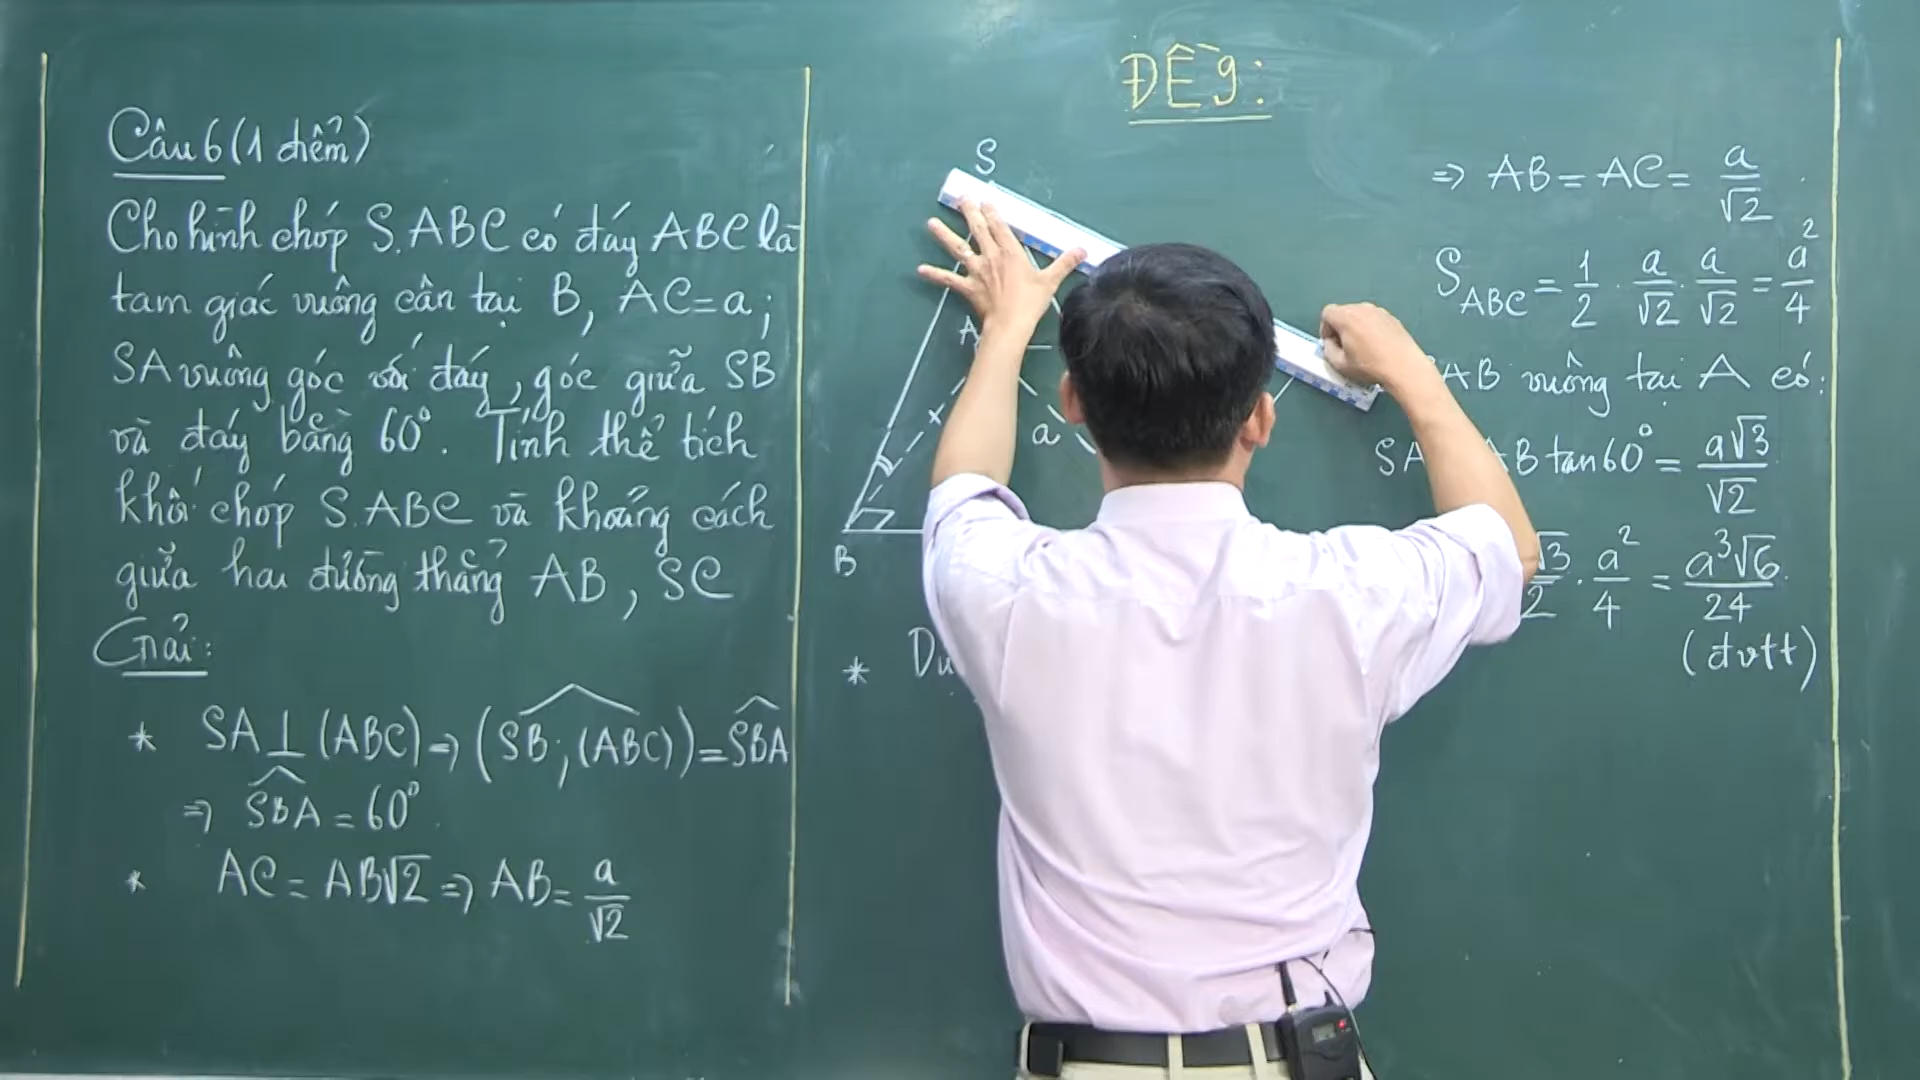 Câu 6 (1 điểm)
Cho hình chóp S.ABC có đáy ABC là
tam giác vuông cân tại B, AC = a;
SA vuông góc với đáy, góc giữa SB
và đáy bằng 60°. Tính thể tích
khối chóp S.ABC và khoảng cách
giữa hai đường thẳng AB, SC
Giải:
* SA ⊥ (ABC) ⇒ (SB; (ABC))^ = SBA^
⇒ SBA^ = 60°
* AC = AB√2 ⇒ AB = a/√2
ĐỀ 9:
S
A
a
B
*
⇒ AB = AC = a/√2
S_ABC = 1/2 . a/√2 . a/√2 = a²/4
AB vuông tại A có:
SA B tan60° = a√3/√2
√3/2 . a²/4 = a³√6/24
(đvtt)